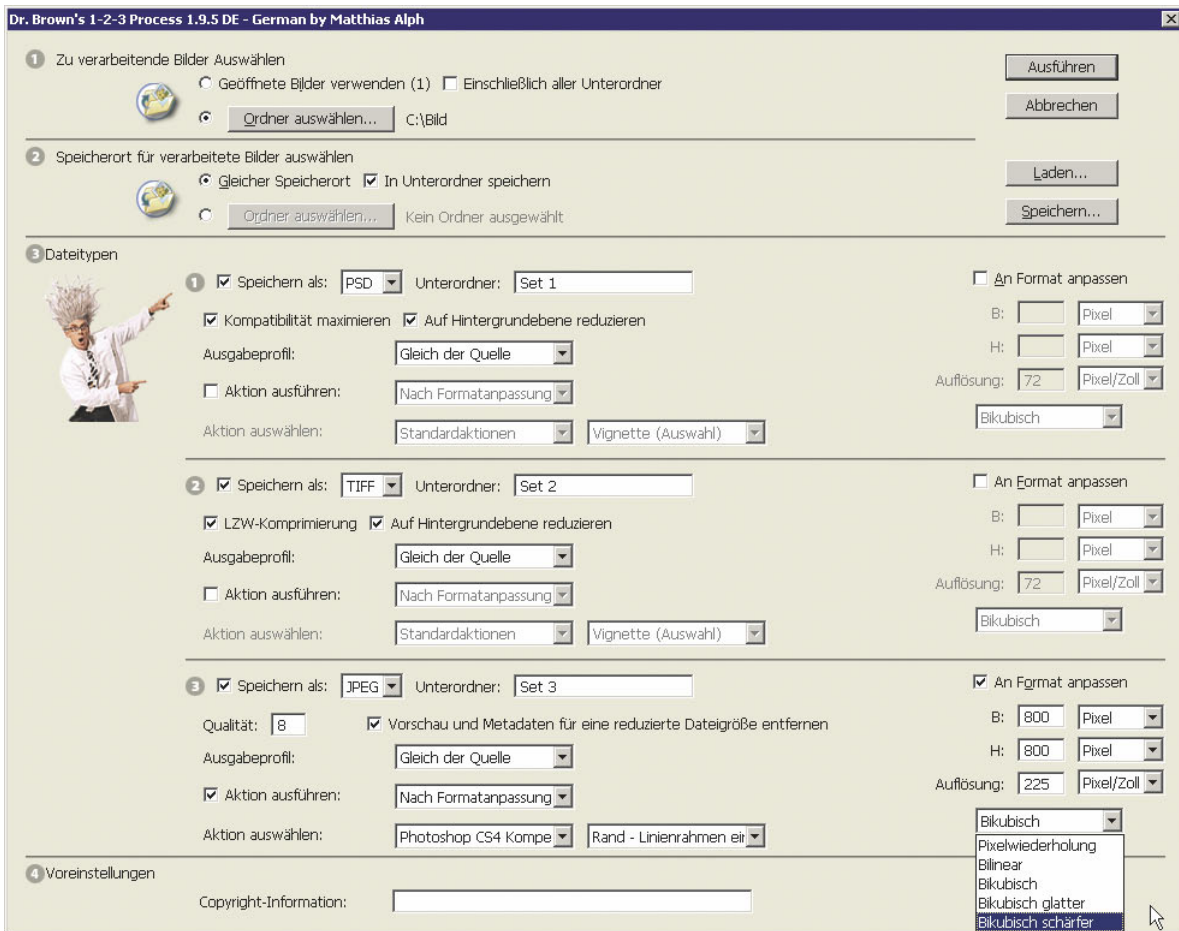 Dr. Brown's 1-2-3 Process 1.9.5 DE - German by Matthias Alph
1 Zu verarbeitende Bilder Auswählen
Geöffnete Bilder verwenden (1) Einschließlich aller Unterordner
Ordner auswählen... C:\Bild
Ausführen
Abbrechen
2 Speicherort für verarbeitete Bilder auswählen
Gleicher Speicherort In Unterordner speichern
Ordner auswählen... Kein Ordner ausgewählt
Laden...
Speichern...
3 Dateitypen
1 Speichern als: PSD Unterordner: Set 1
An Format anpassen
Kompatibilität maximieren Auf Hintergrundebene reduzieren
B: Pixel
Ausgabeprofil: Gleich der Quelle
H: Pixel
Aktion ausführen: Nach Formatanpassung
Auflösung: 72 Pixel/Zoll
Aktion auswählen: Standardaktionen Vignette (Auswahl)
Bikubisch
2 Speichern als: TIFF Unterordner: Set 2
An Format anpassen
LZW-Komprimierung Auf Hintergrundebene reduzieren
B: Pixel
Ausgabeprofil: Gleich der Quelle
H: Pixel
Aktion ausführen: Nach Formatanpassung
Auflösung: 72 Pixel/Zoll
Aktion auswählen: Standardaktionen Vignette (Auswahl)
Bikubisch
3 Speichern als: JPEG Unterordner: Set 3
An Format anpassen
Qualität: 8 Vorschau und Metadaten für eine reduzierte Dateigröße entfernen
B: 800 Pixel
Ausgabeprofil: Gleich der Quelle
H: 800 Pixel
Aktion ausführen: Nach Formatanpassung
Auflösung: 225 Pixel/Zoll
Aktion auswählen: Photoshop CS4 Kompe Rand - Linienrahmen eir
Bikubisch
Pixelwiederholung
Bilinear
Bikubisch
Bikubisch glatter
Bikubisch schärfer
4 Voreinstellungen
Copyright-Information: